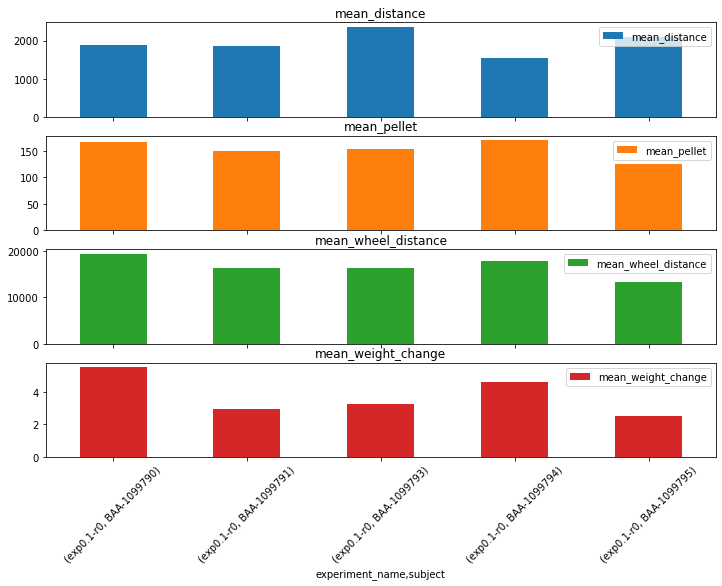 mean_distance
2000
1000
0
mean_distance
mean_pellet
150
100
50
0
mean_pellet
mean_wheel_distance
20000
10000
0
mean_wheel_distance
mean_weight_change
4
2
0
mean_weight_change
(exp0.1-r0, BAA-1099790)
(exp0.1-r0, BAA-1099791)
(exp0.1-r0, BAA-1099793)
(exp0.1-r0, BAA-1099794)
(exp0.1-r0, BAA-1099795)
experiment_name,subject